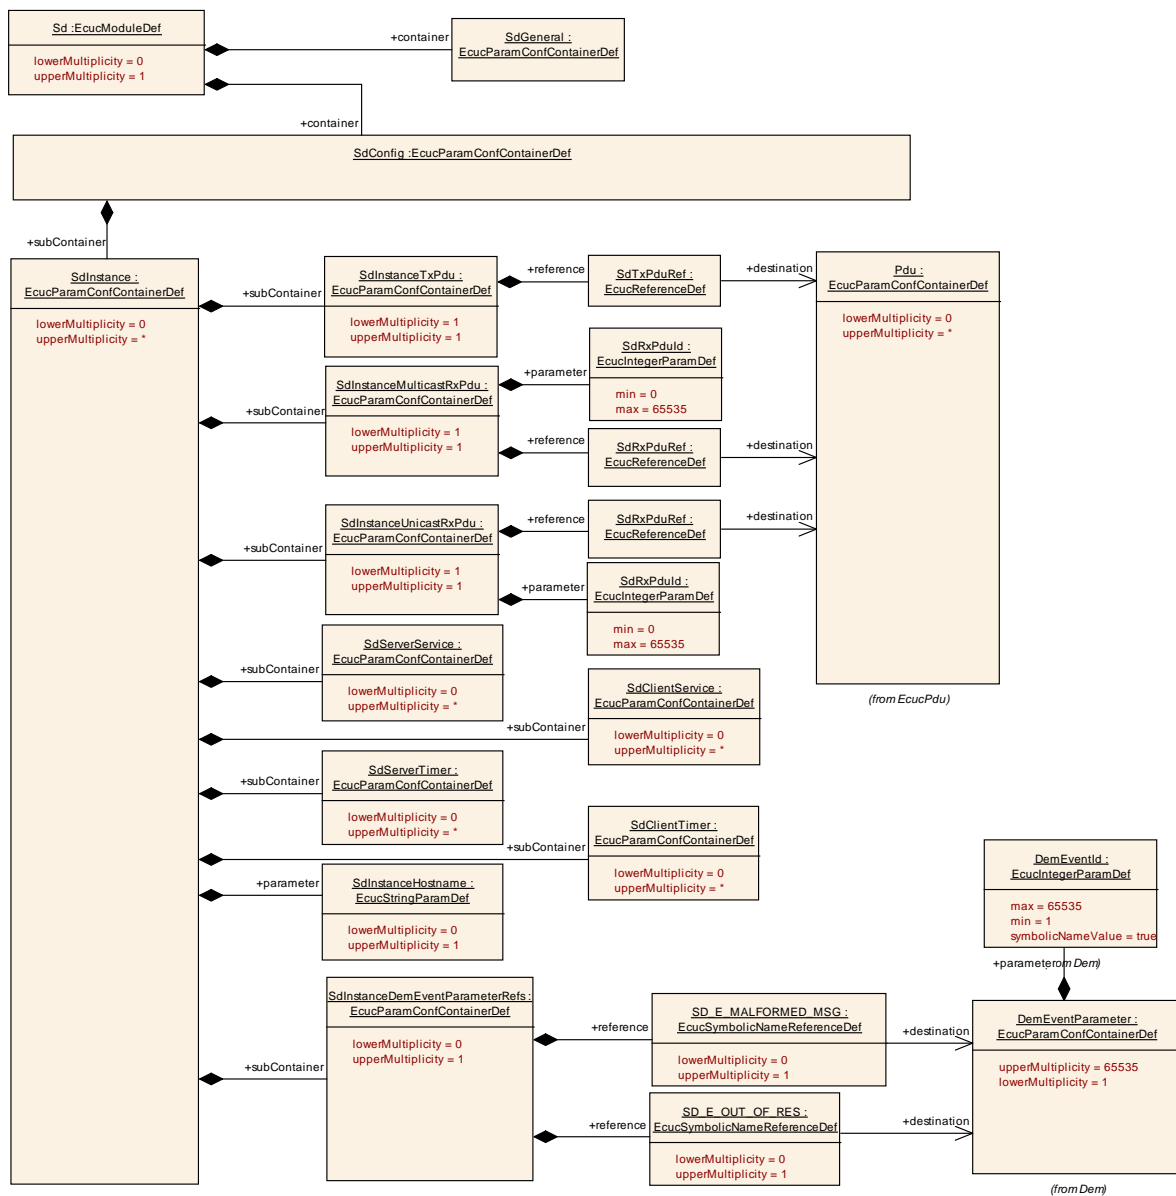 Sd :EcucModuleDef
lowerMultiplicity = 0
upperMultiplicity = 1
+container
SdGeneral :
EcucParamConfContainerDef
+container
SdConfig :EcucParamConfContainerDef
+subContainer
SdInstance :
EcucParamConfContainerDef
lowerMultiplicity = 0
upperMultiplicity = *
+subContainer
SdInstanceTxPdu :
EcucParamConfContainerDef
lowerMultiplicity = 1
upperMultiplicity = 1
+reference
SdTxPduRef :
EcucReferenceDef
+destination
Pdu :
EcucParamConfContainerDef
lowerMultiplicity = 0
upperMultiplicity = *
(from EcucPdu)
+subContainer
SdInstanceMulticastRxPdu :
EcucParamConfContainerDef
lowerMultiplicity = 1
upperMultiplicity = 1
+parameter
SdRxPduId :
EcucIntegerParamDef
min = 0
max = 65535
+reference
SdRxPduRef :
EcucReferenceDef
+destination
+subContainer
SdInstanceUnicastRxPdu :
EcucParamConfContainerDef
lowerMultiplicity = 1
upperMultiplicity = 1
+reference
SdRxPduRef :
EcucReferenceDef
+destination
+parameter
SdRxPduId :
EcucIntegerParamDef
min = 0
max = 65535
+subContainer
SdServerService :
EcucParamConfContainerDef
lowerMultiplicity = 0
upperMultiplicity = *
+subContainer
SdClientService :
EcucParamConfContainerDef
lowerMultiplicity = 0
upperMultiplicity = *
+subContainer
SdServerTimer :
EcucParamConfContainerDef
lowerMultiplicity = 0
upperMultiplicity = *
+subContainer
SdClientTimer :
EcucParamConfContainerDef
lowerMultiplicity = 0
upperMultiplicity = *
+parameter
SdInstanceHostname :
EcucStringParamDef
lowerMultiplicity = 0
upperMultiplicity = 1
DemEventId :
EcucIntegerParamDef
max = 65535
min = 1
symbolicNameValue = true
+parameter
Dem)
+subContainer
SdInstanceDemEventParameterRefs :
EcucParamConfContainerDef
lowerMultiplicity = 0
upperMultiplicity = 1
+reference
SD_E_MALFORMED_MSG :
EcucSymbolicNameReferenceDef
lowerMultiplicity = 0
upperMultiplicity = 1
+destination
DemEventParameter :
EcucParamConfContainerDef
upperMultiplicity = 65535
lowerMultiplicity = 1
(from Dem)
+reference
SD_E_OUT_OF_RES :
EcucSymbolicNameReferenceDef
lowerMultiplicity = 0
upperMultiplicity = 1
+destination